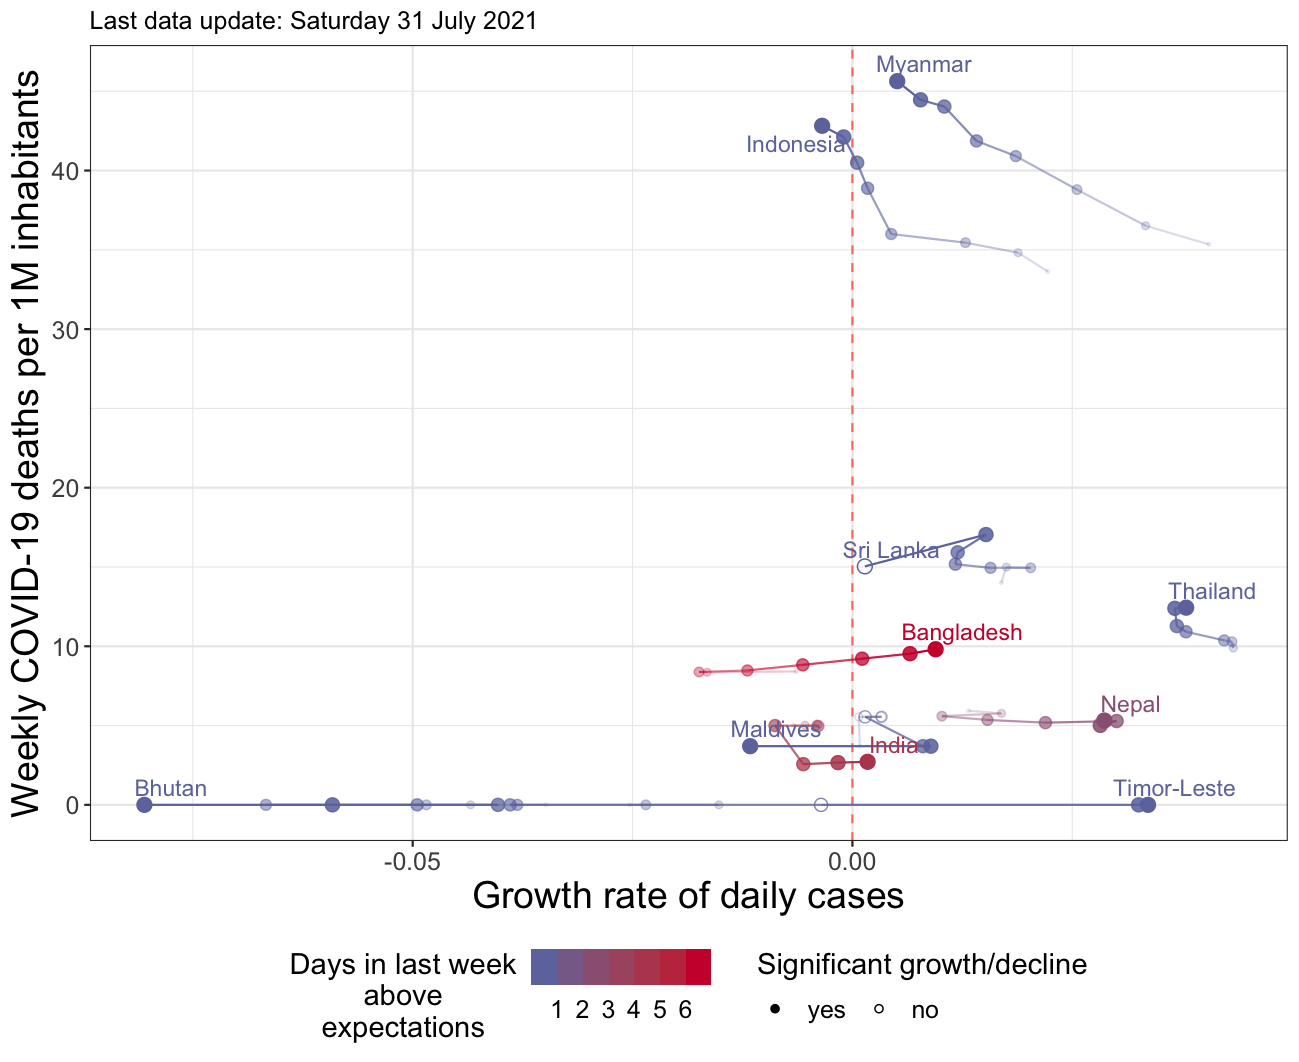 Last data update: Saturday 31 July 2021
Weekly COVID-19 deaths per 1M inhabitants
40
30
20
10
0
Myanmar
Indonesia
Sri Lanka
Thailand
Bangladesh
Nepal
Maldives
India
Bhutan
Timor-Leste
-0.05
0.00
Growth rate of daily cases
Days in last week
above
expectations
1 2 3 4 5 6
Significant growth/decline
yes no